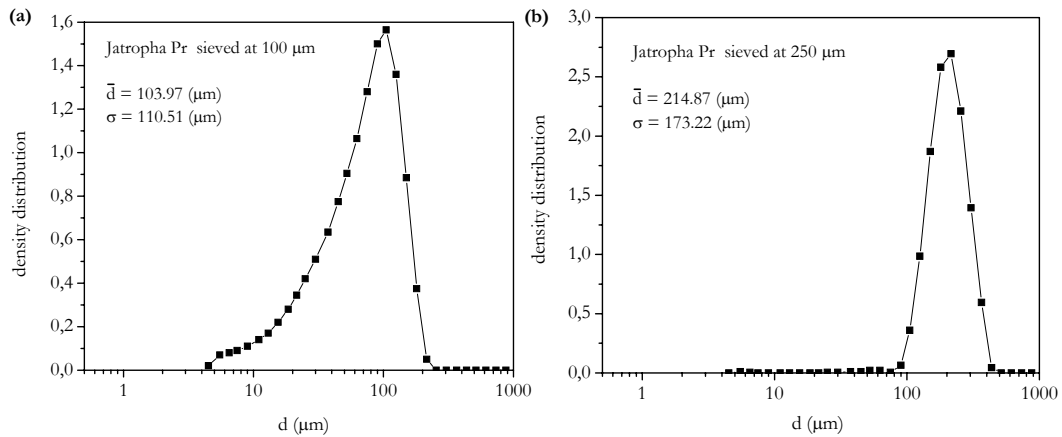 (a)
1,6
1,4
1,2
1,0
0,8
0,6
0,4
0,2
0,0
density distribution
Jatropha Pr sieved at 100 μm
d̄ = 103.97 (μm)
σ = 110.51 (μm)
1 10 100 1000
d (μm)
(b)
3,0
2,5
2,0
1,5
1,0
0,5
0,0
density distribution
Jatropha Pr sieved at 250 μm
d̄ = 214.87 (μm)
σ = 173.22 (μm)
1 10 100 1000
d (μm)